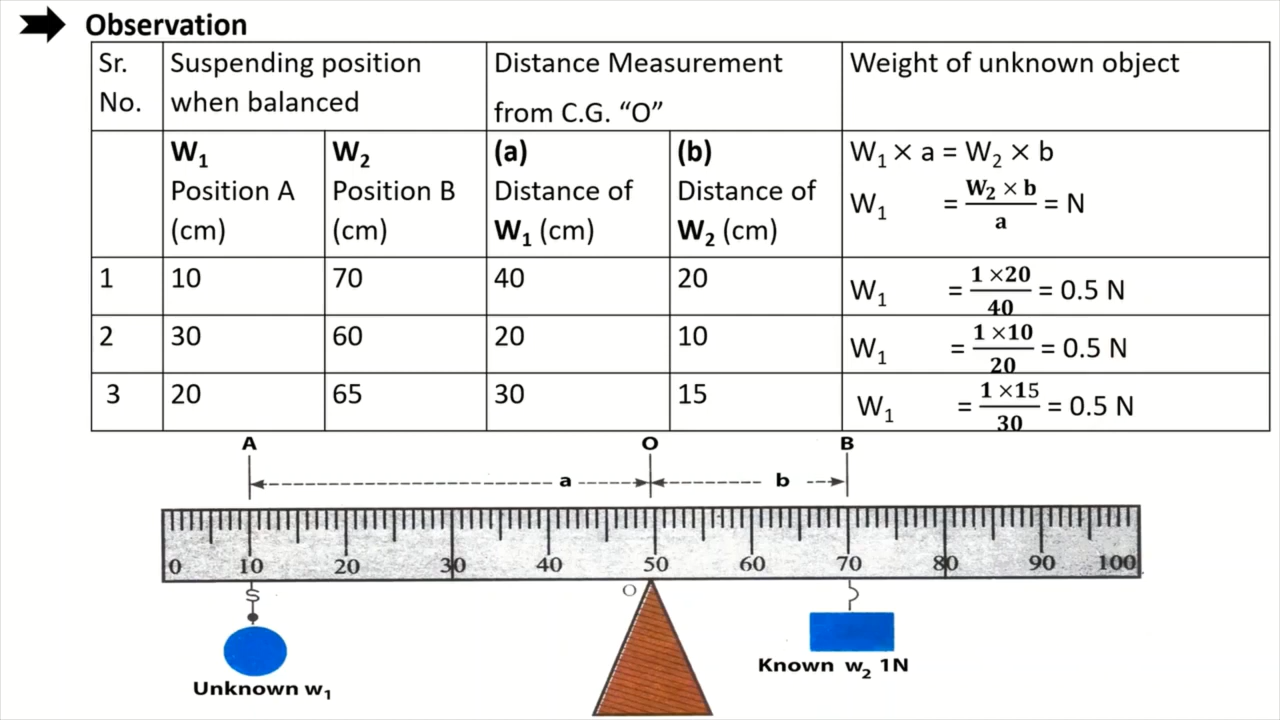 Observation
Sr. No.
Suspending position when balanced
Distance Measurement from C.G. “O”
Weight of unknown object
W₁ Position A (cm)
W₂ Position B (cm)
(a) Distance of W₁ (cm)
(b) Distance of W₂ (cm)
W₁ × a = W₂ × b
W₁ = W₂ × b / a = N
1 10 70 40 20 W₁ = 1 ×20 / 40 = 0.5 N
2 30 60 20 10 W₁ = 1 ×10 / 20 = 0.5 N
3 20 65 30 15 W₁ = 1 ×15 / 30 = 0.5 N
A O B
a b
0 10 20 30 40 50 60 70 80 90 100
S O
Known w₂ 1N
Unknown w₁